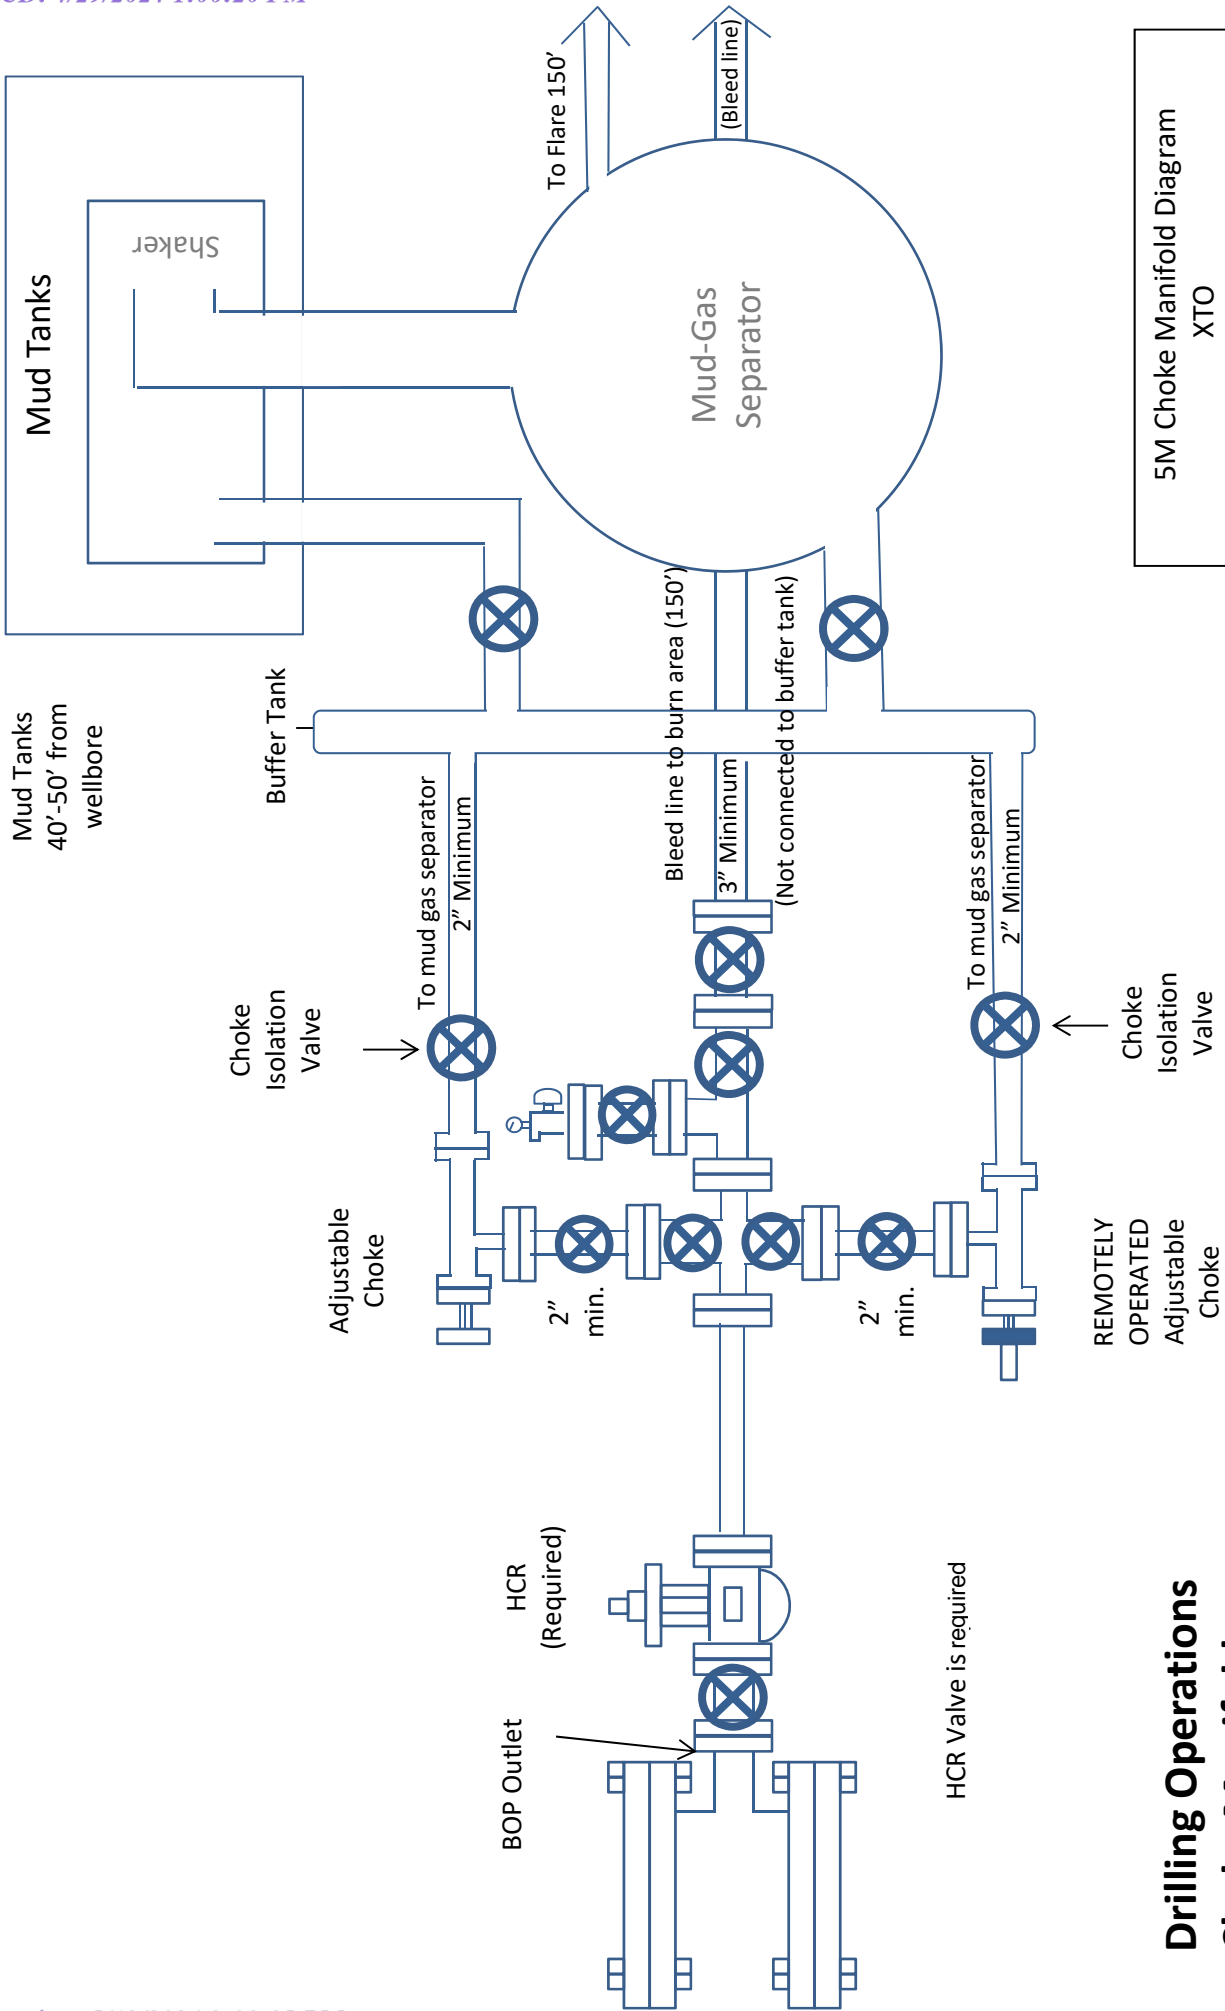 Mud Tanks
40’-50’ from
wellbore
Mud Tanks
Shaker
Buffer Tank
Choke
Isolation
Valve
To mud gas separator
2” Minimum
Adjustable
Choke
To Flare 150’
(Bleed line)
Mud-Gas
Separator
Bleed line to burn area (150’)
3” Minimum
(Not connected to buffer tank)
HCR
(Required)
BOP Outlet
2”
min.
2”
min.
To mud gas separator
2” Minimum
Choke
Isolation
Valve
REMOTELY
OPERATED
Adjustable
Choke
HCR Valve is required
5M Choke Manifold Diagram
XTO
Drilling Operations